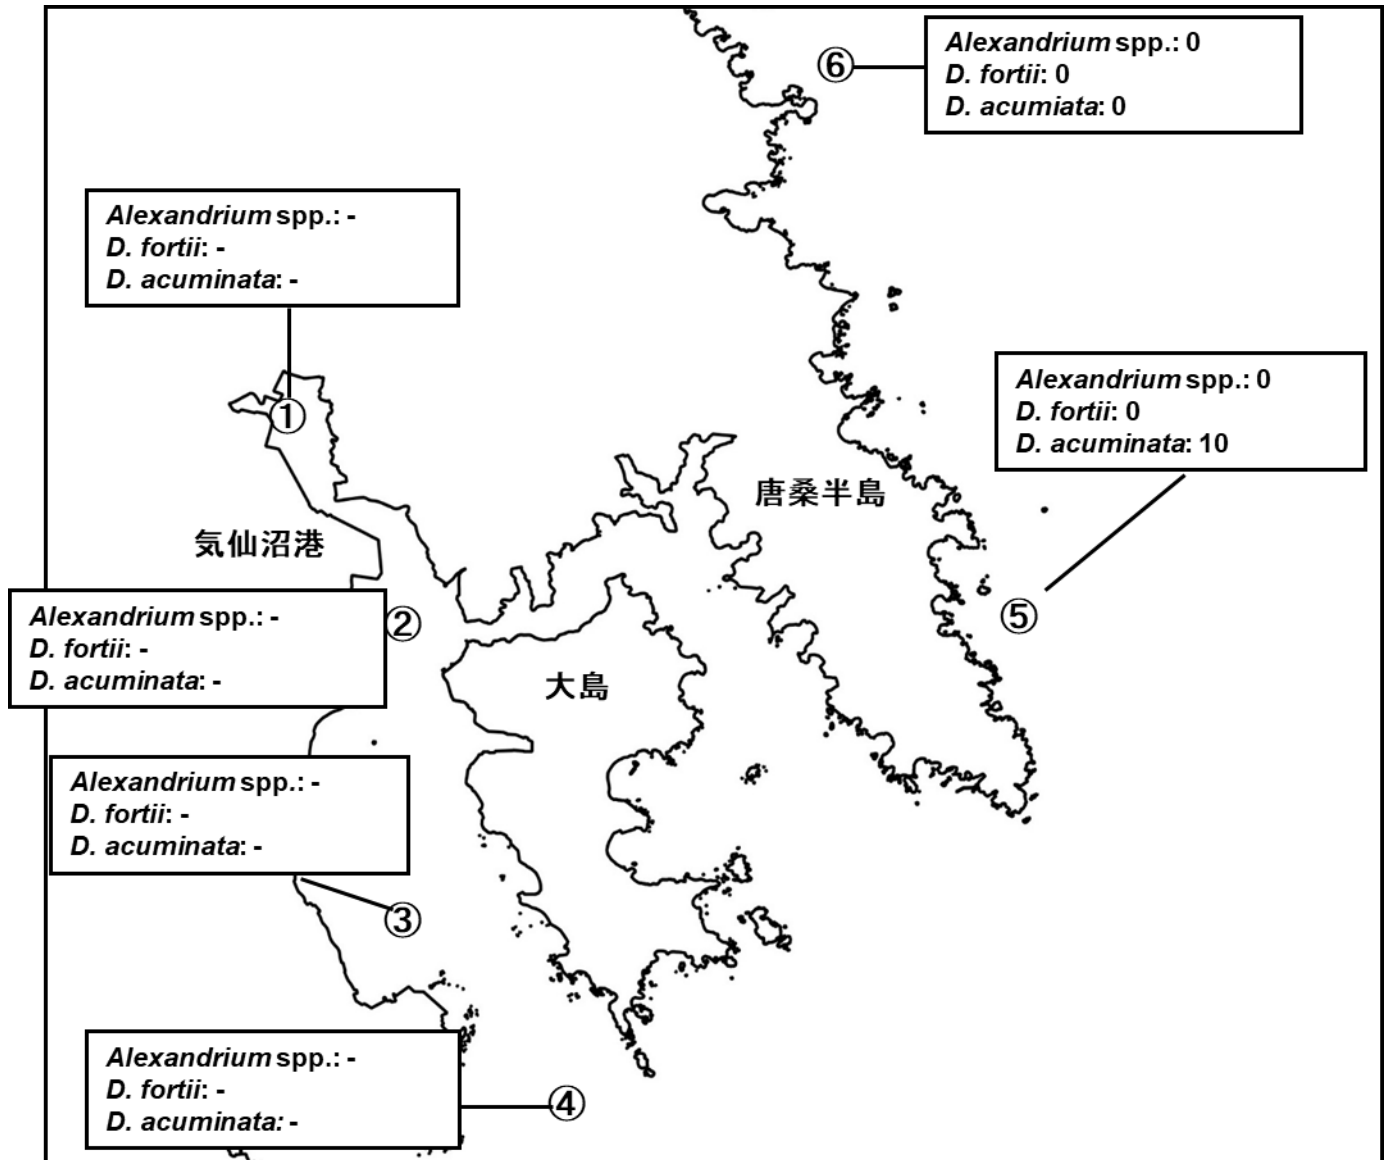 ⑥
Alexandrium spp.: 0
D. fortii: 0
D. acumiata: 0
Alexandrium spp.: -
D. fortii: -
D. acuminata: -
①
Alexandrium spp.: 0
D. fortii: 0
D. acuminata: 10
唐桑半島
気仙沼港
Alexandrium spp.: -
D. fortii: -
D. acuminata: -
②
⑤
大島
Alexandrium spp.: -
D. fortii: -
D. acuminata: -
③
Alexandrium spp.: -
D. fortii: -
D. acuminata: -
④